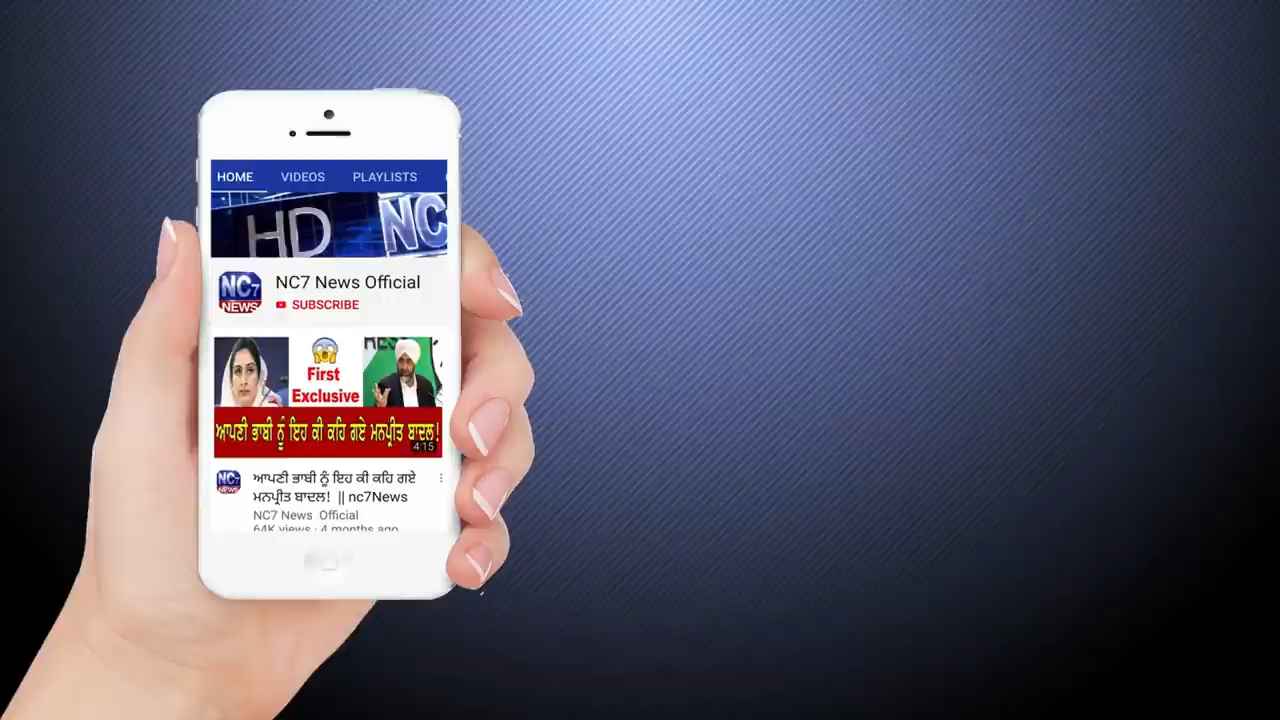 HOME VIDEOS PLAYLISTS
HD NC
NC7 News Official
NC7
NEWS
SUBSCRIBE
First
Exclusive
ਆਪਣੀ ਭਾਬੀ ਨੂੰ ਇਹ ਕੀ ਕਹਿ ਗਏ ਮਨਪ੍ਰੀਤ ਬਾਦਲ!
4:15
NC7
NEWS
ਆਪਣੀ ਭਾਬੀ ਨੂੰ ਇਹ ਕੀ ਕਹਿ ਗਏ
ਮਨਪ੍ਰੀਤ ਬਾਦਲ! || nc7News
NC7 News Official
64K views · 4 months ago